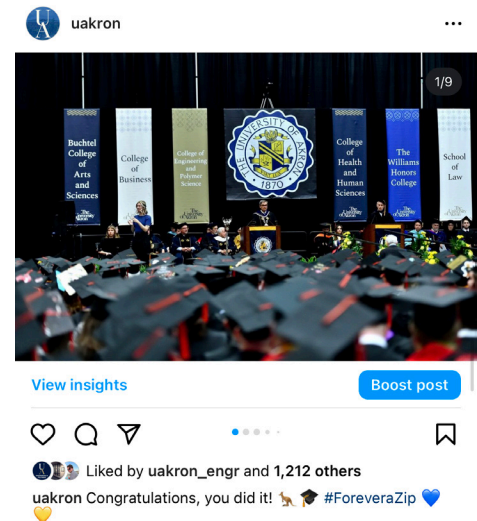 uakron
1/9
Buchtel
College
of
Arts
and
Sciences
College
of
Business
College of
Engineering
and
Polymer
Science
THE UNIVERSITY OF AKRON
1870
College
of
Health
and
Human
Sciences
The
Williams
Honors
College
School
of
Law
View insights
Boost post
Liked by uakron_engr and 1,212 others
uakron Congratulations, you did it! 🦘 🎓 #ForeveraZip 💙
💛